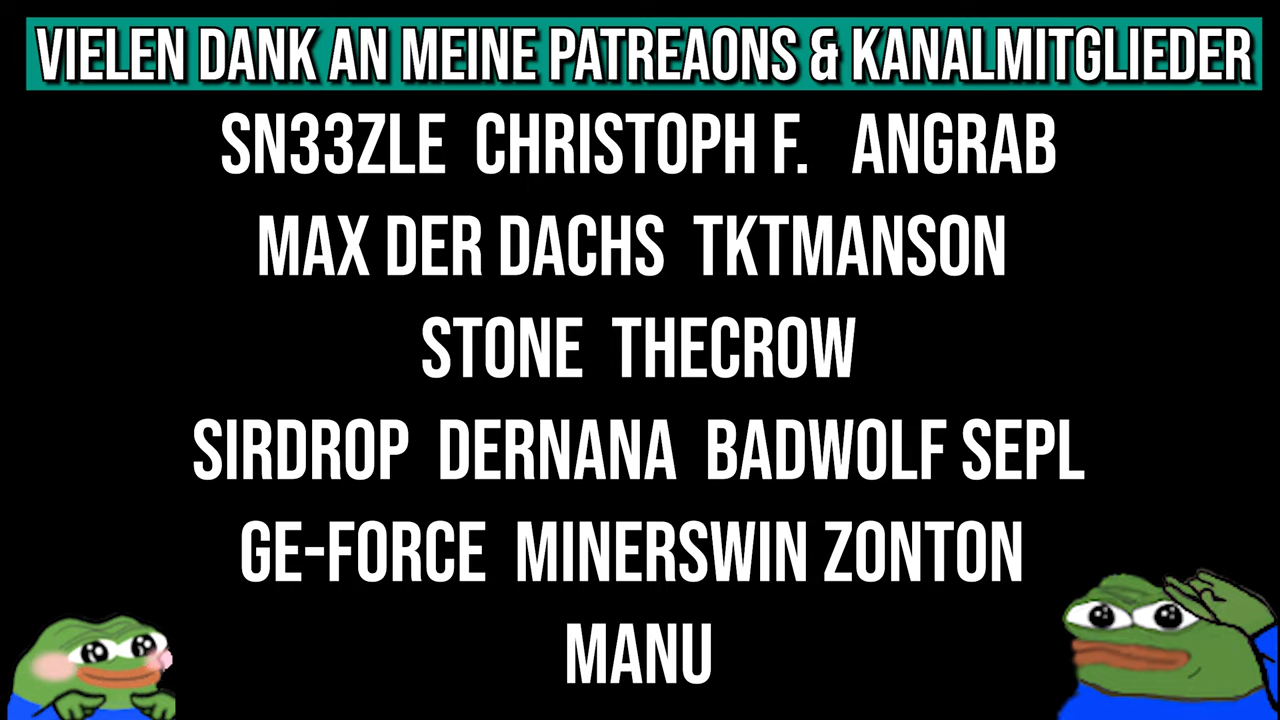 VIELEN DANK AN MEINE PATREAONS & KANALMITGLIEDER
SN33ZLE CHRISTOPH F. ANGRAB
MAX DER DACHS TKTMANSON
STONE THECROW
SIRDROP DERNANA BADWOLF SEPL
GE-FORCE MINERSWIN ZONTON
MANU